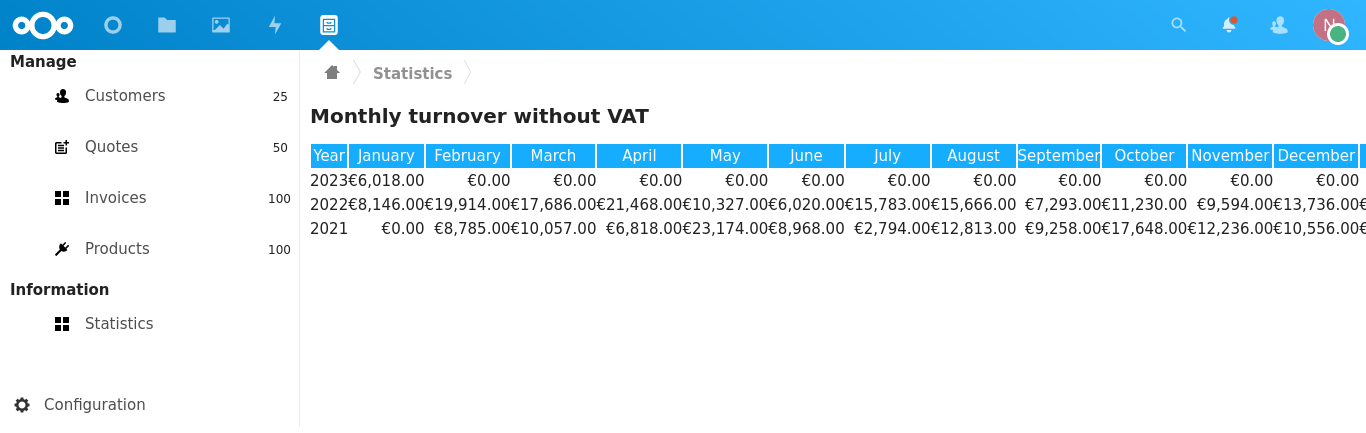 N
Manage
Customers 25
Quotes 50
Invoices 100
Products 100
Information
Statistics
Configuration
Statistics
Monthly turnover without VAT
Year January February March April May June July August September October November December
2023 €6,018.00 €0.00 €0.00 €0.00 €0.00 €0.00 €0.00 €0.00 €0.00 €0.00 €0.00 €0.00
2022 €8,146.00 €19,914.00 €17,686.00 €21,468.00 €10,327.00 €6,020.00 €15,783.00 €15,666.00 €7,293.00 €11,230.00 €9,594.00 €13,736.00 €
2021 €0.00 €8,785.00 €10,057.00 €6,818.00 €23,174.00 €8,968.00 €2,794.00 €12,813.00 €9,258.00 €17,648.00 €12,236.00 €10,556.00 €